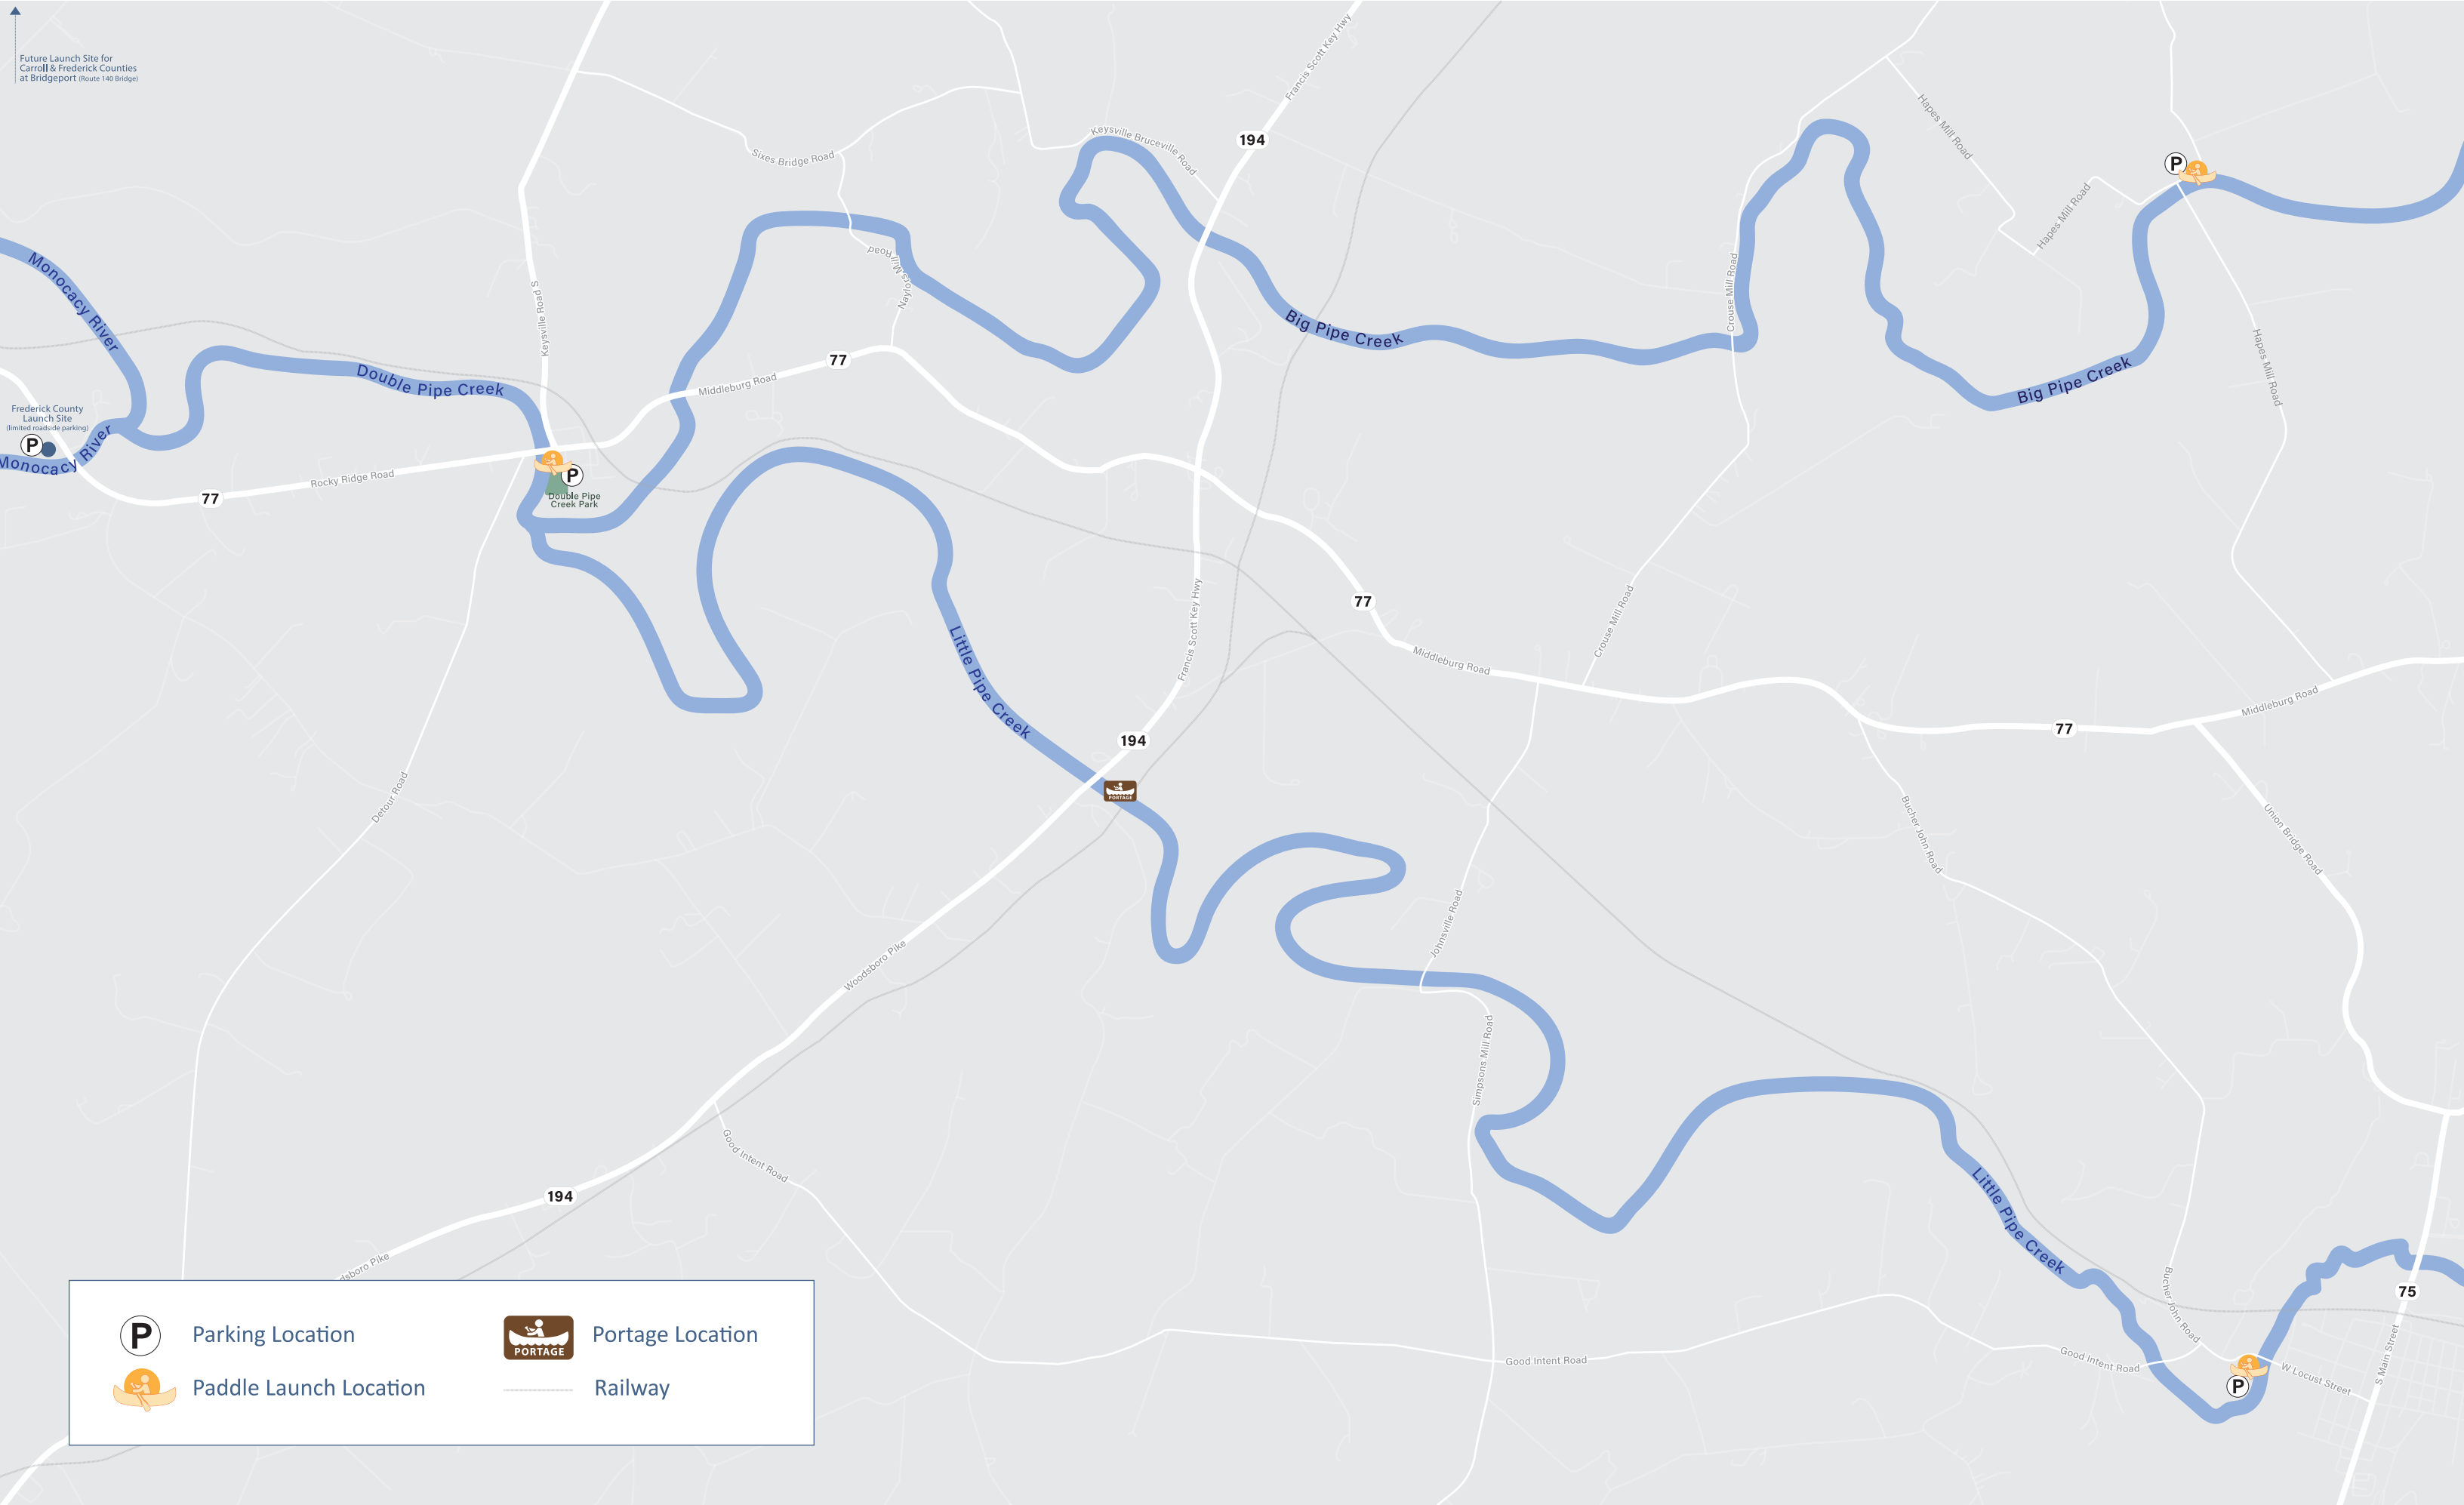 Future Launch Site for
Carroll & Frederick Counties
at Bridgeport (Route 140 Bridge)
Francis Scott Key Hwy
194
Keysville Bruceville Road
Sixes Bridge Road
Hapes Mill Road
P
Hapes Mill Road
Monocacy River
Keysville Road S
Naylors Mill Road
Crouse Mill Road
Big Pipe Creek
Hapes Mill Road
Big Pipe Creek
77
Middleburg Road
Double Pipe Creek
Frederick County
Launch Site
(limited roadside parking)
P
Monocacy River
77
Rocky Ridge Road
P
Double Pipe
Creek Park
Francis Scott Key Hwy
77
Crouse Mill Road
Middleburg Road
Little Pipe Creek
Middleburg Road
77
194
PORTAGE
Detour Road
Bucher John Road
Union Bridge Road
Johnsville Road
Woodsboro Pike
Simpsons Mill Road
Good Intent Road
194
Little Pipe Creek
dsboro Pike
Bucher John Road
75
S Main Street
Good Intent Road
Good Intent Road
W Locust Street
P
P Parking Location
PORTAGE Portage Location
Paddle Launch Location
Railway